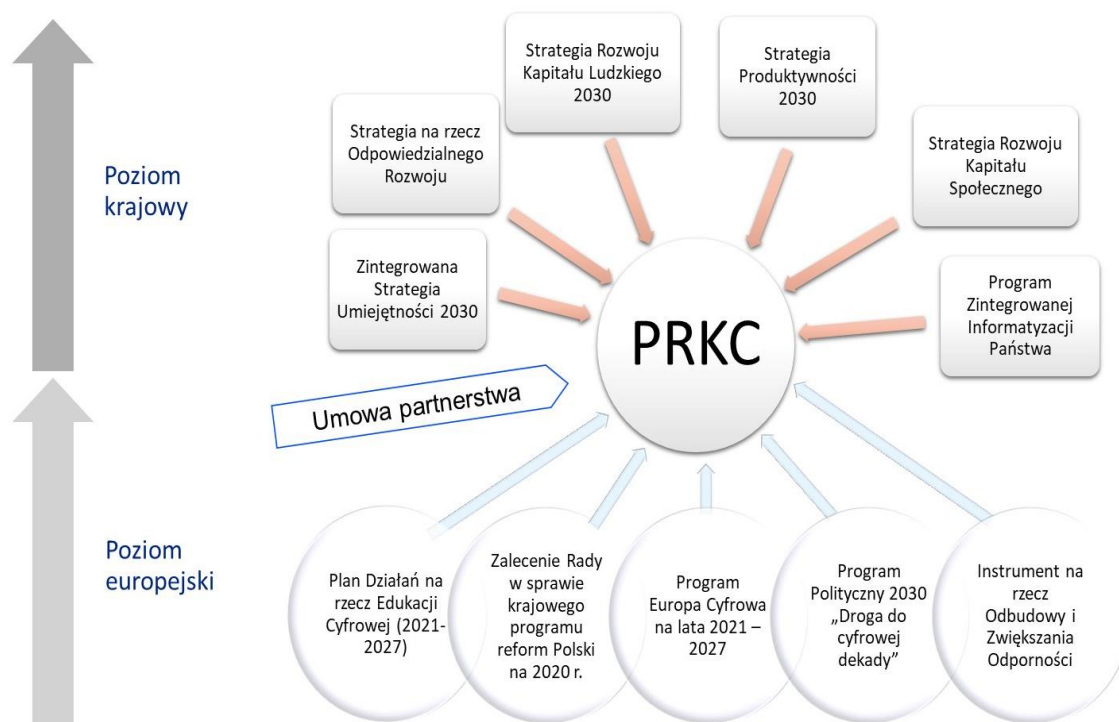 Poziom
krajowy
Strategia Rozwoju
Kapitału Ludzkiego
2030
Strategia
Produktywności
2030
Strategia na rzecz
Odpowiedzialnego
Rozwoju
Strategia Rozwoju
Kapitału
Społecznego
Zintegrowana
Strategia
Umiejętności 2030
Program
Zintegrowanej
Informatyzacji
Państwa
PRKC
Umowa partnerstwa
Poziom
europejski
Plan Działań na
rzecz Edukacji
Cyfrowej (2021-
2027)
Zalecenie Rady
w sprawie
krajowego
programu
reform Polski
na 2020 r.
Program
Europa Cyfrowa
na lata 2021 –
2027
Program
Polityczny 2030
„Droga do
cyfrowej
dekady”
Instrument na
rzecz
Odbudowy i
Zwiększania
Odporności